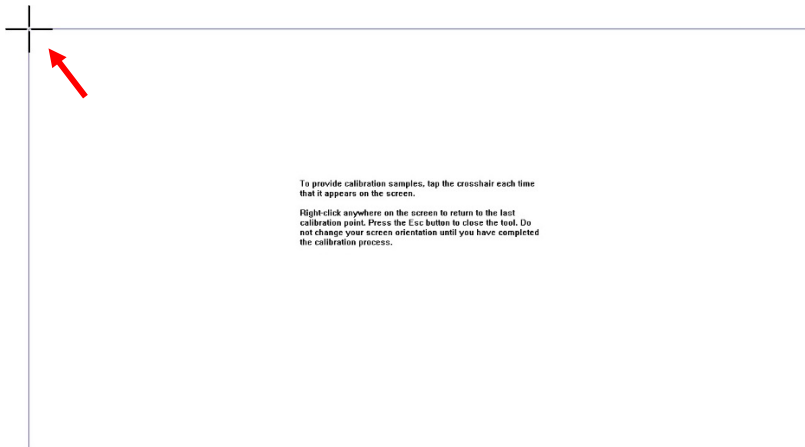 To provide calibration samples, tap the crosshair each time
that it appears on the screen.
Right-click anywhere on the screen to return to the last
calibration point. Press the Esc button to close the tool. Do
not change your screen orientation until you have completed
the calibration process.